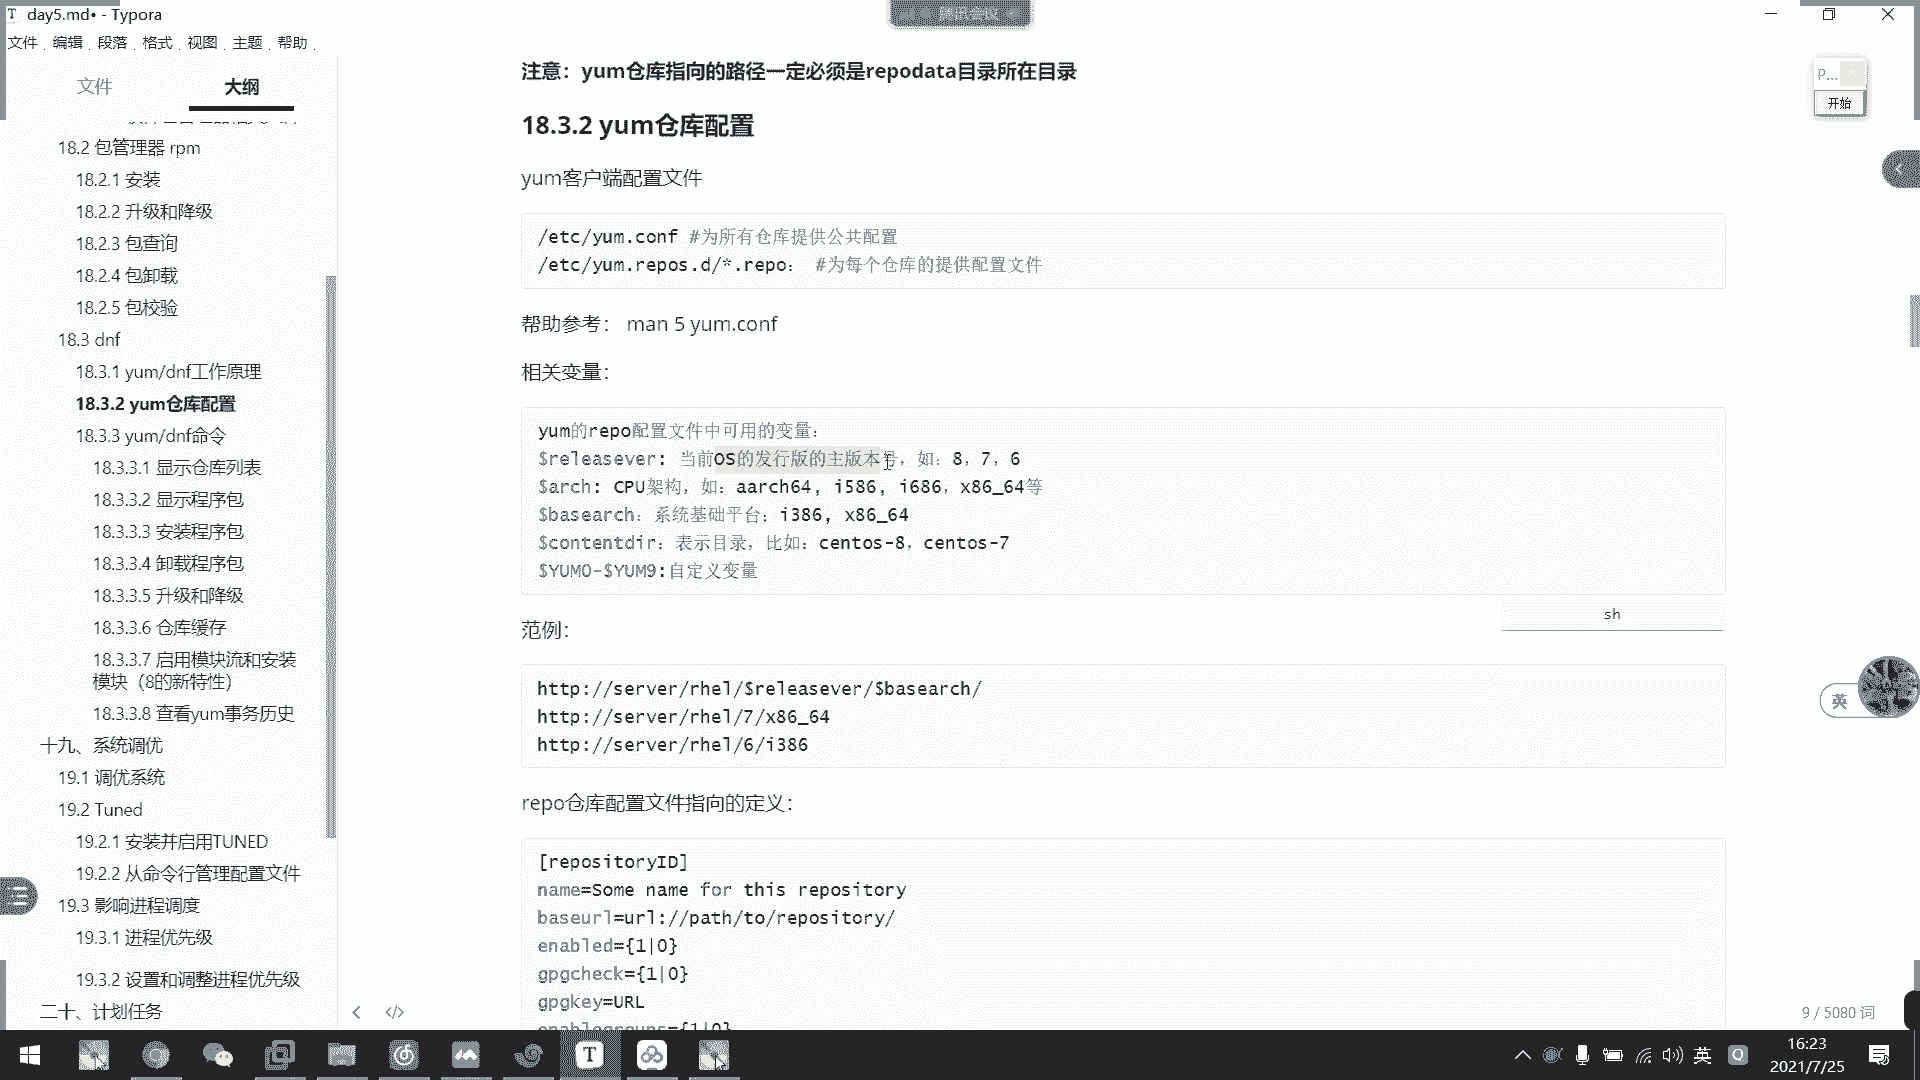 day5.md• - Typora
腾讯会议
文件 编辑 段落 格式 视图 主题 帮助
文件 大纲
18.2 包管理器 rpm
18.2.1 安装
18.2.2 升级和降级
18.2.3 包查询
18.2.4 包卸载
18.2.5 包校验
18.3 dnf
18.3.1 yum/dnf工作原理
18.3.2 yum仓库配置
18.3.3 yum/dnf命令
18.3.3.1 显示仓库列表
18.3.3.2 显示程序包
18.3.3.3 安装程序包
18.3.3.4 卸载程序包
18.3.3.5 升级和降级
18.3.3.6 仓库缓存
18.3.3.7 启用模块流和安装
模块（8的新特性）
18.3.3.8 查看yum事务历史
十九、系统调优
19.1 调优系统
19.2 Tuned
19.2.1 安装并启用TUNED
19.2.2 从命令行管理配置文件
19.3 影响进程调度
19.3.1 进程优先级
19.3.2 设置和调整进程优先级
二十、计划任务
注意：yum仓库指向的路径一定必须是repodata目录所在目录
18.3.2 yum仓库配置
yum客户端配置文件
/etc/yum.conf #为所有仓库提供公共配置
/etc/yum.repos.d/*.repo： #为每个仓库的提供配置文件
帮助参考： man 5 yum.conf
相关变量：
yum的repo配置文件中可用的变量：
$releasever: 当前OS的发行版的主版本号，如：8，7，6
$arch: CPU架构，如：aarch64, i586, i686，x86_64等
$basearch：系统基础平台；i386, x86_64
$contentdir：表示目录，比如：centos-8，centos-7
$YUM0-$YUM9:自定义变量
sh
范例：
http://server/rhel/$releasever/$basearch/
http://server/rhel/7/x86_64
http://server/rhel/6/i386
repo仓库配置文件指向的定义：
[repositoryID]
name=Some name for this repository
baseurl=url://path/to/repository/
enabled={1|0}
gpgcheck={1|0}
gpgkey=URL
enablegroups={1|0}
9 / 5080 词
P...
开始
英
英
16:23
2021/7/25